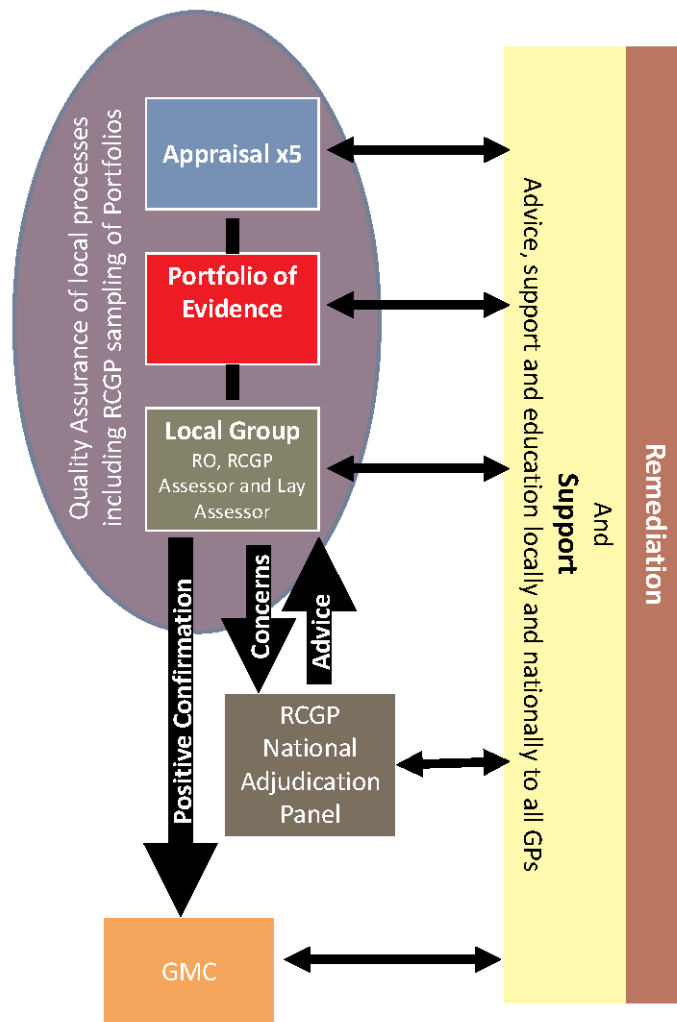 Quality Assurance of local processes
including RCGP sampling of Portfolios
Appraisal x5
Portfolio of
Evidence
Local Group
RO, RCGP
Assessor and Lay
Assessor
Positive Confirmation
Concerns
Advice
RCGP
National
Adjudication
Panel
GMC
Advice, support and education locally and nationally to all GPs
And
Support
Remediation